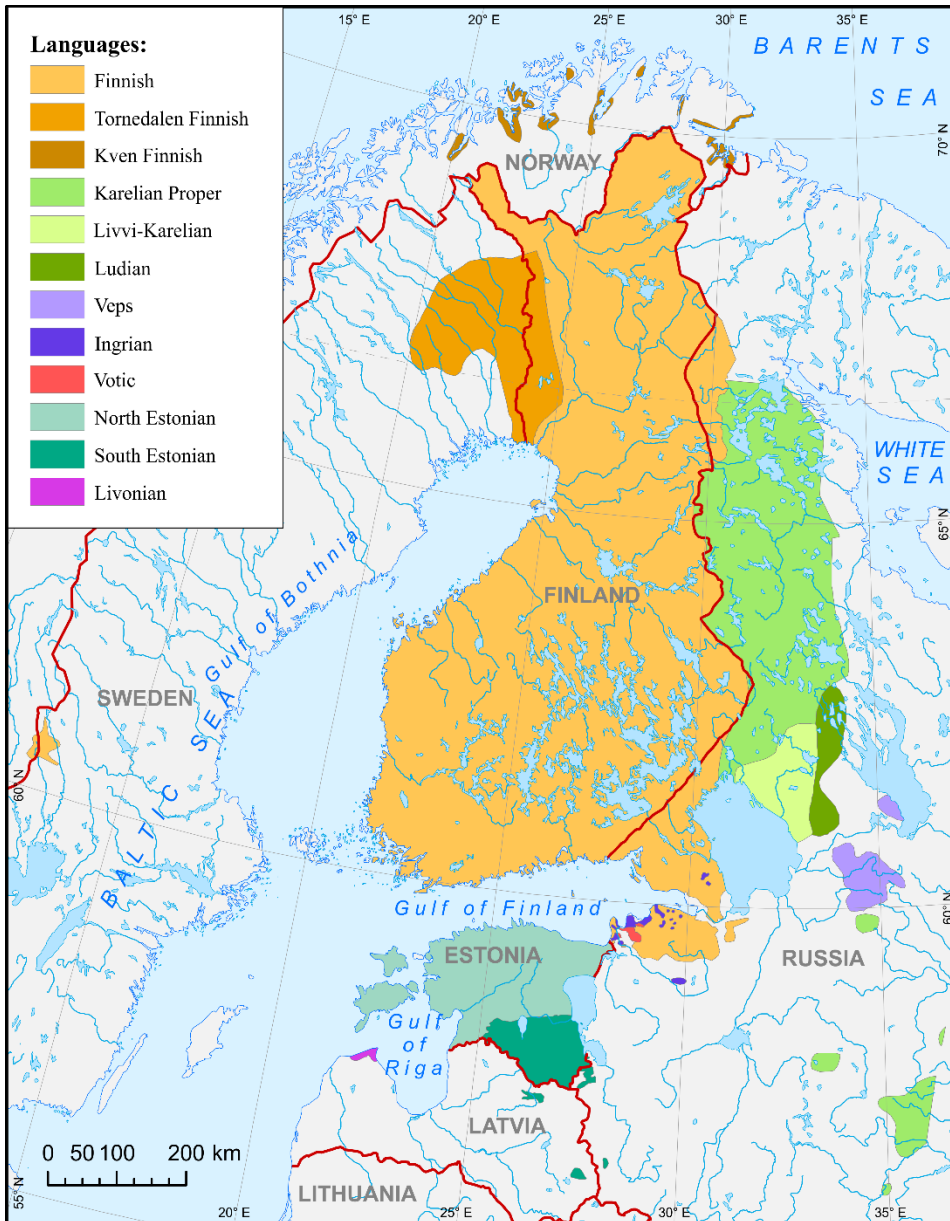 15° E
20° E
25° E
30° E
35° E
Languages:
Finnish
Tornedalen Finnish
Kven Finnish
Karelian Proper
Livvi-Karelian
Ludian
Veps
Ingrian
Votic
North Estonian
South Estonian
Livonian
BARENTS
SEA
70° N
NORWAY
WHITE
SEA
65° N
Gulf of Bothnia
FINLAND
SWEDEN
BALTIC SEA
60° N
60° N
Gulf of Finland
ESTONIA
RUSSIA
Gulf
of
Riga
LATVIA
0 50 100 200 km
LITHUANIA
55° N
20° E
25° E
30° E
35° E